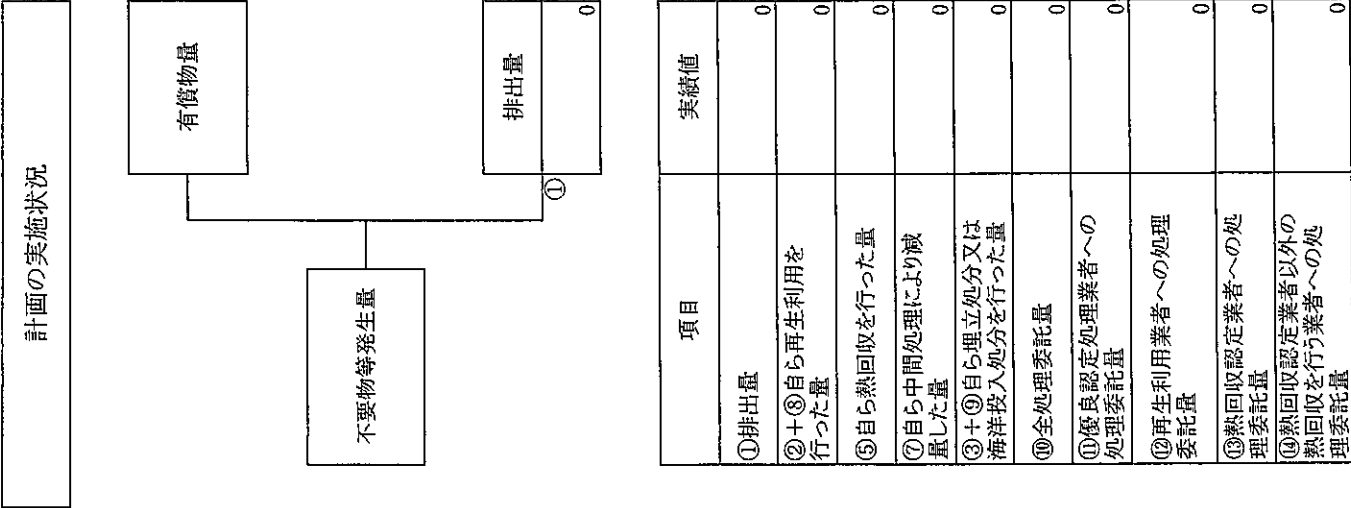 計画の実施状況
有償物量
不要物等発生量
排出量
①
0
項目
実績値
①排出量
0
②+⑧自ら再生利用を
行った量
0
⑤自ら熱回収を行った量
0
⑦自ら中間処理により減
量した量
0
③+⑨自ら埋立処分又は
海洋投入処分を行った量
0
⑩全処理委託量
0
⑪優良認定処理業者への
処理委託量
0
⑫再生利用業者への処理
委託量
0
⑬熱回収認定業者への処
理委託量
0
⑭熱回収認定業者以外の
熱回収を行う業者への処
理委託量
0